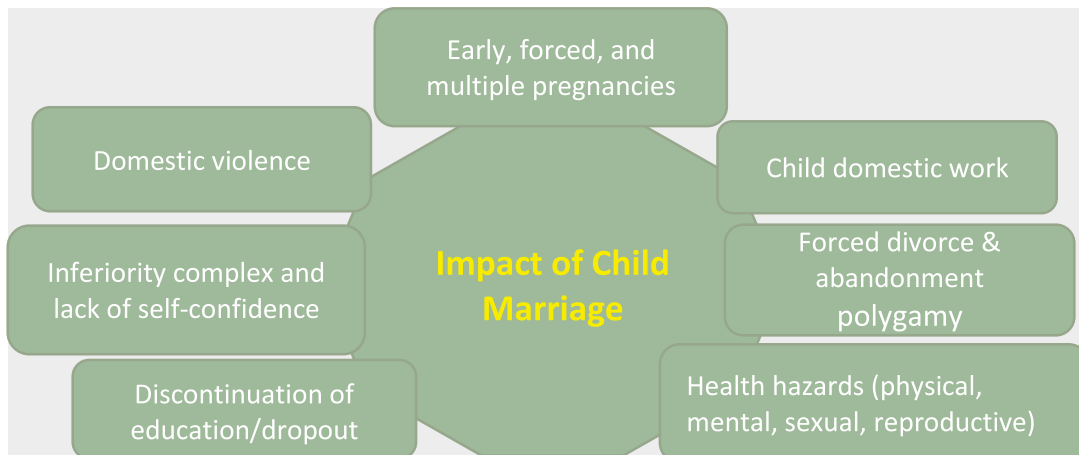 Early, forced, and
multiple pregnancies
Domestic violence
Child domestic work
Impact of Child
Marriage
Inferiority complex and
lack of self-confidence
Forced divorce &
abandonment
polygamy
Discontinuation of
education/dropout
Health hazards (physical,
mental, sexual, reproductive)